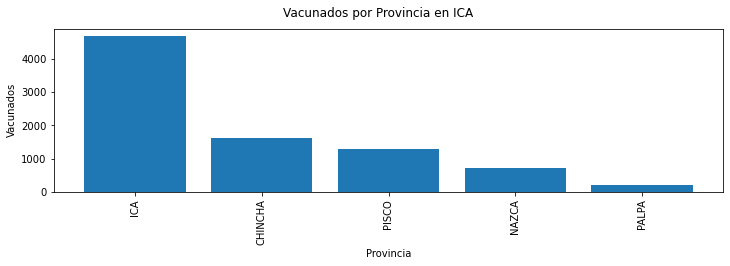 Vacunados por Provincia en ICA
Vacunados
4000
3000
2000
1000
0
ICA
CHINCHA
PISCO
NAZCA
PALPA
Provincia